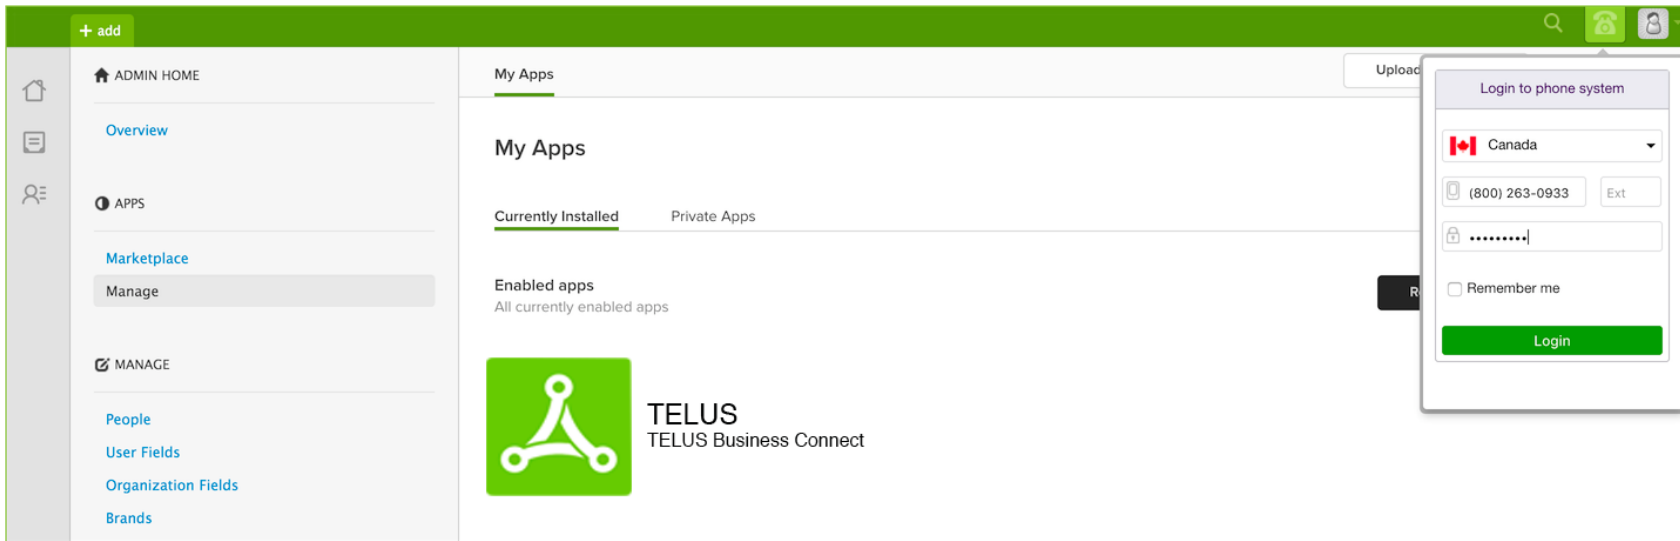 + add
ADMIN HOME
Overview
APPS
Marketplace
Manage
MANAGE
People
User Fields
Organization Fields
Brands
My Apps
Upload
My Apps
Currently Installed
Private Apps
Enabled apps
All currently enabled apps
TELUS
TELUS Business Connect
Login to phone system
Canada
(800) 263-0933
Ext
•••••••••
Remember me
Login